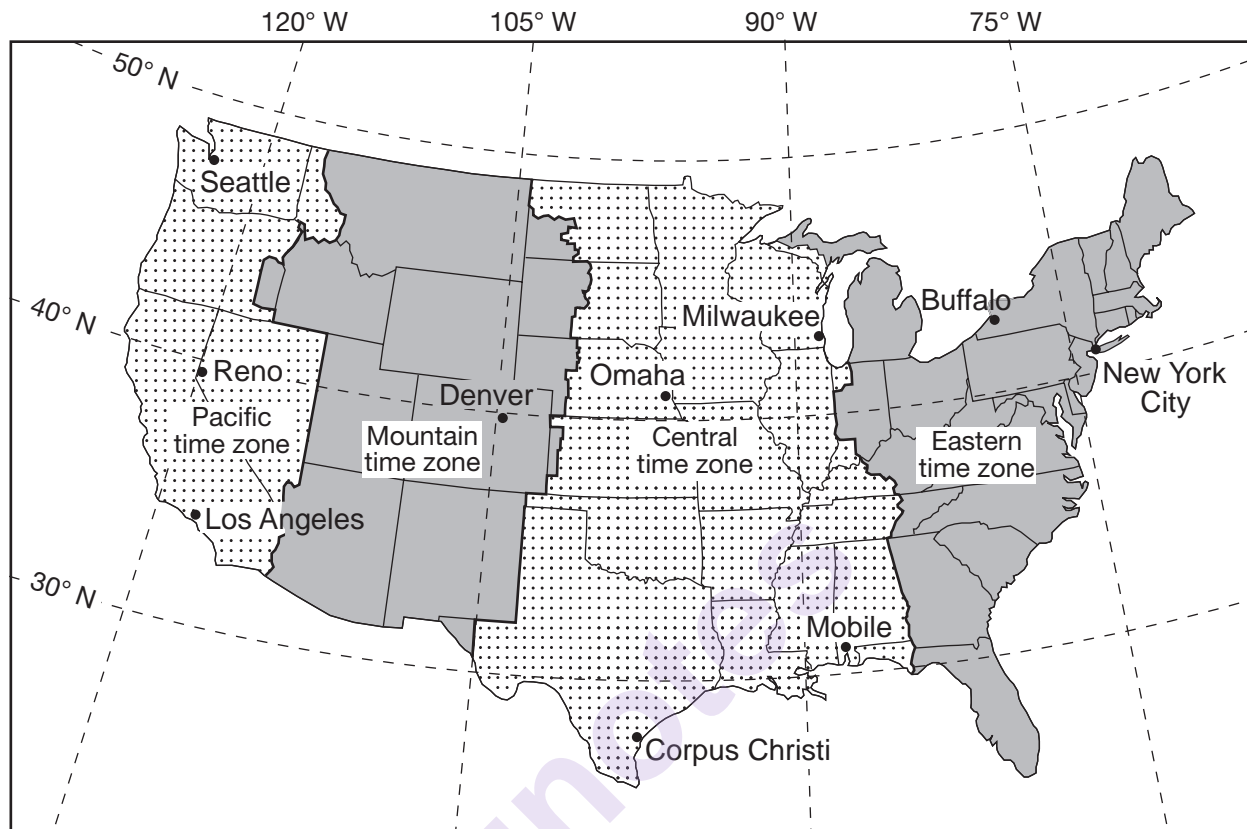 120° W 105° W 90° W 75° W
50° N
40° N
30° N
Seattle
Buffalo
Milwaukee
New York
City
Reno
Omaha
Denver
Pacific
time zone
Mountain
time zone
Central
time zone
Eastern
time zone
Los Angeles
Mobile
Corpus Christi
notes